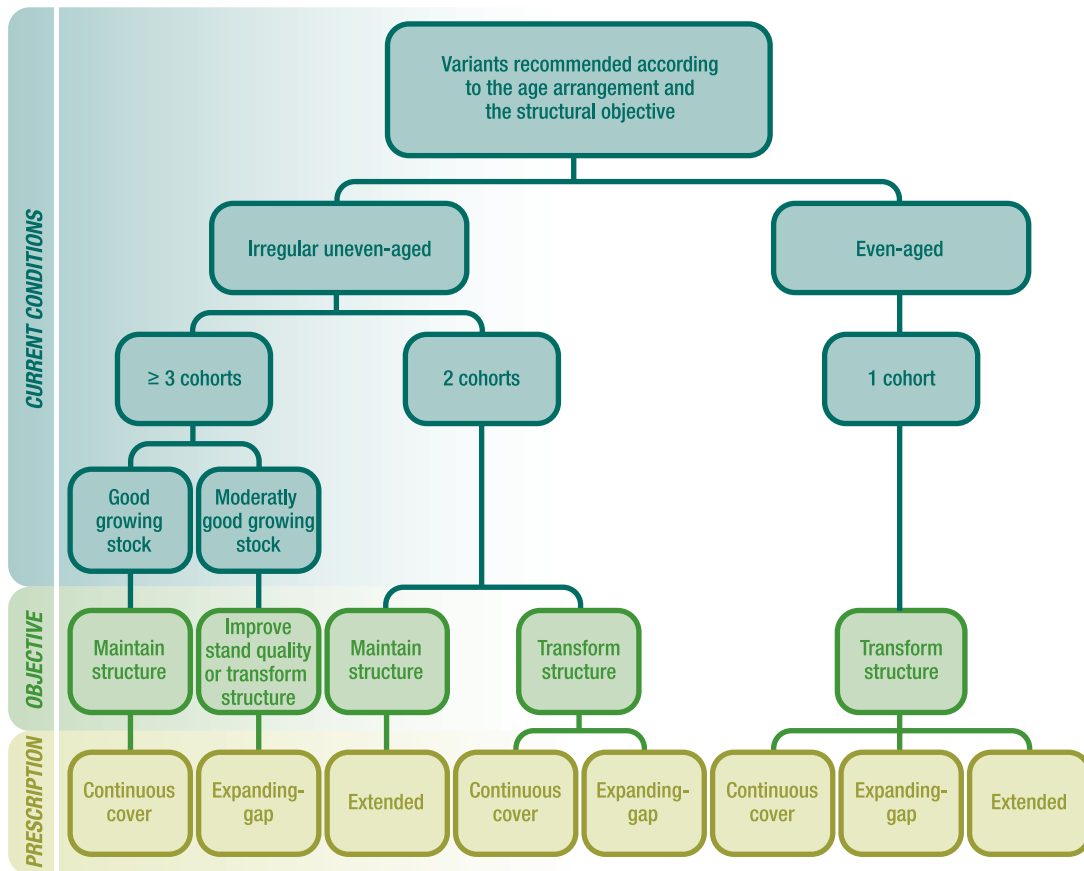 Variants recommended according
to the age arrangement and
the structural objective
CURRENT CONDITIONS
Irregular uneven-aged
Even-aged
≥ 3 cohorts
2 cohorts
1 cohort
Good
growing
stock
Moderatly
good growing
stock
OBJECTIVE
Maintain
structure
Improve
stand quality
or transform
structure
Maintain
structure
Transform
structure
Transform
structure
PRESCRIPTION
Continuous
cover
Expanding-
gap
Extended
Continuous
cover
Expanding-
gap
Continuous
cover
Expanding-
gap
Extended